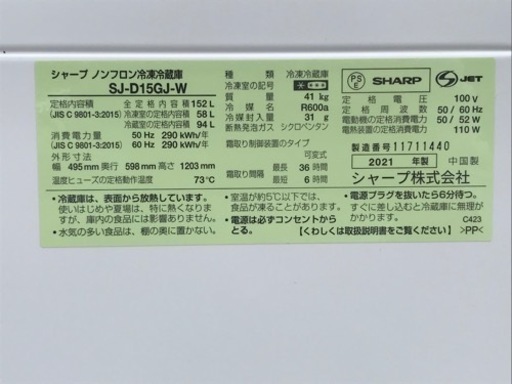 シャープ ノンフロン冷凍冷蔵庫
SJ-D15GJ-W
定格内容積 全定格内容積 152 L
(JIS C 9801-3:2015) 冷凍室の定格内容積 58 L
冷蔵室の定格内容積 94 L
消費電力量 50 Hz 290 kWh/年
(JIS C 9801-3:2015) 60 Hz 290 kWh/年
外形寸法
幅 495 mm 奥行 598 mm 高さ 1203 mm
温度ヒューズの定格動作温度 73℃
種類 冷凍冷蔵庫
冷凍室の記号
質量 41 kg
冷媒名 R600a
冷媒量 31 g
断熱発泡ガス シクロペンタン
霜取り制御装置のタイプ
可変式
霜取り間隔 最長 36 時間
最短 6 時間
PS
E
SHARP
S JET
定格電圧 100 V
定格周波数 50 / 60 Hz
電動機の定格消費電力 50 / 52 W
電熱装置の定格消費電力 110 W
製造番号 11711440
2021 年製 中国製
シャープ株式会社
・冷蔵庫は、表面から放熱しています。
使いはじめや夏場は、特に熱くなりま
すが、庫内の食品に影響はありません。
・水気の多い食品は、棚の奥に置かない。
・室温が約5℃以下では、
食品が凍ることがあります。
・電源は必ずコンセントから
とる。
・電源プラグを抜いたら6分待つ。
すぐに差し込むと冷蔵庫に無理が
かかります。
C423
【くわしくは取扱説明書をご覧ください】 >PP<